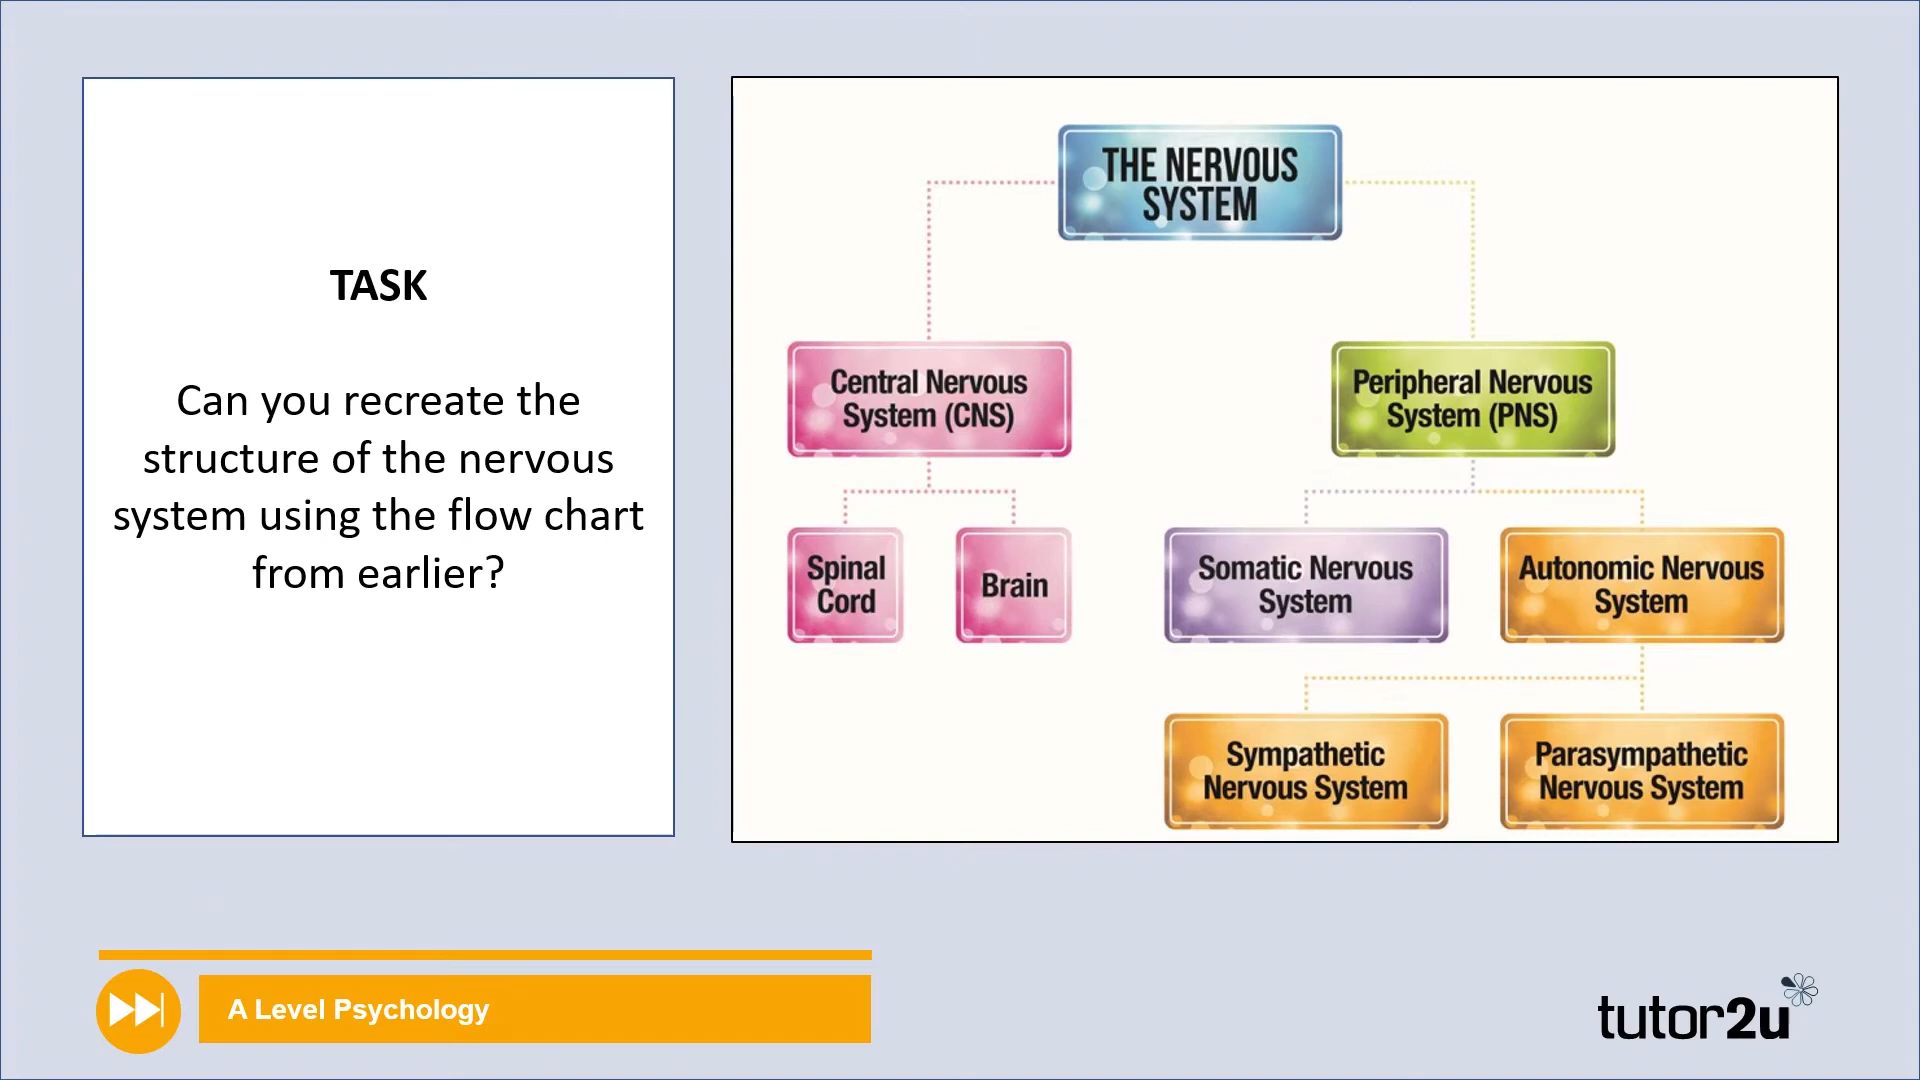 TASK
Can you recreate the
structure of the nervous
system using the flow chart
from earlier?
THE NERVOUS
SYSTEM
Central Nervous
System (CNS)
Peripheral Nervous
System (PNS)
Spinal
Cord
Brain
Somatic Nervous
System
Autonomic Nervous
System
Sympathetic
Nervous System
Parasympathetic
Nervous System
A Level Psychology
tutor2u